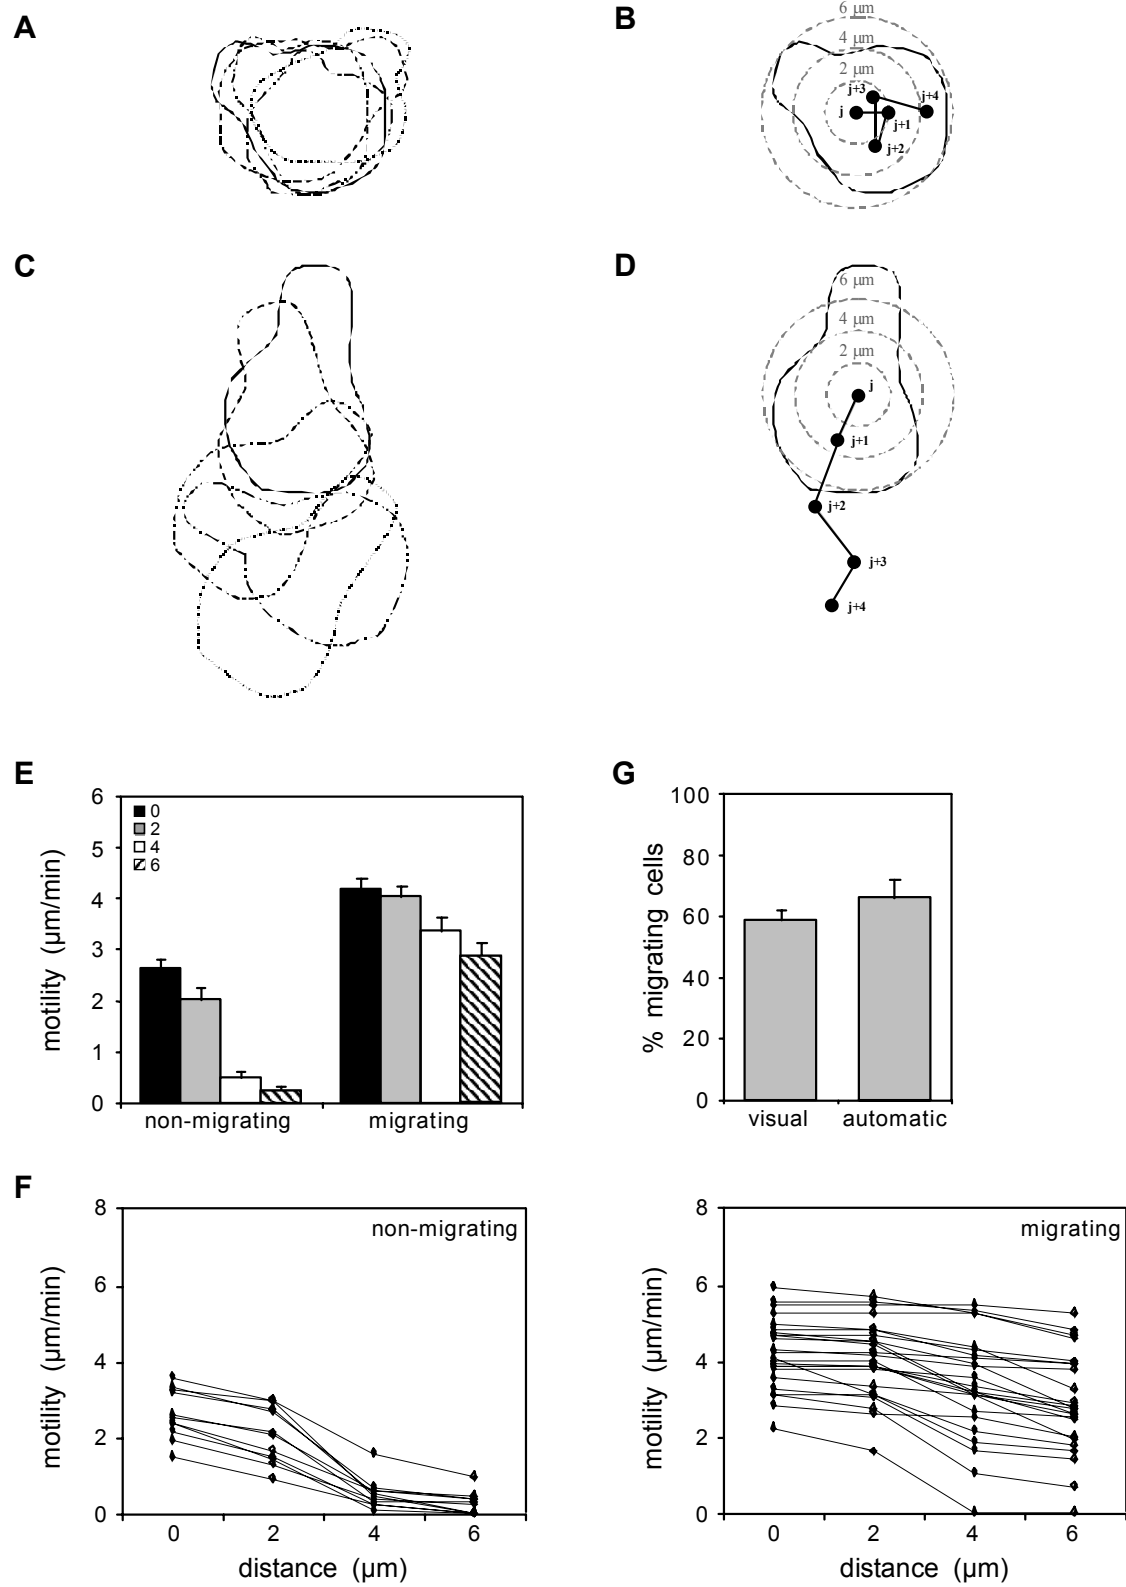 A
B
6 µm
4 µm
2 µm
j+3
j+4
j
j+1
j+2
C
D
6 µm
4 µm
2 µm
j
j+1
j+2
j+3
j+4
E
G
motility (µm/min)
6
5
4
3
2
1
0
0
2
4
6
non-migrating
migrating
% migrating cells
100
80
60
40
20
0
visual
automatic
F
motility (µm/min)
8
6
4
2
0
non-migrating
0
2
4
6
distance (µm)
motility (µm/min)
8
6
4
2
0
migrating
0
2
4
6
distance (µm)